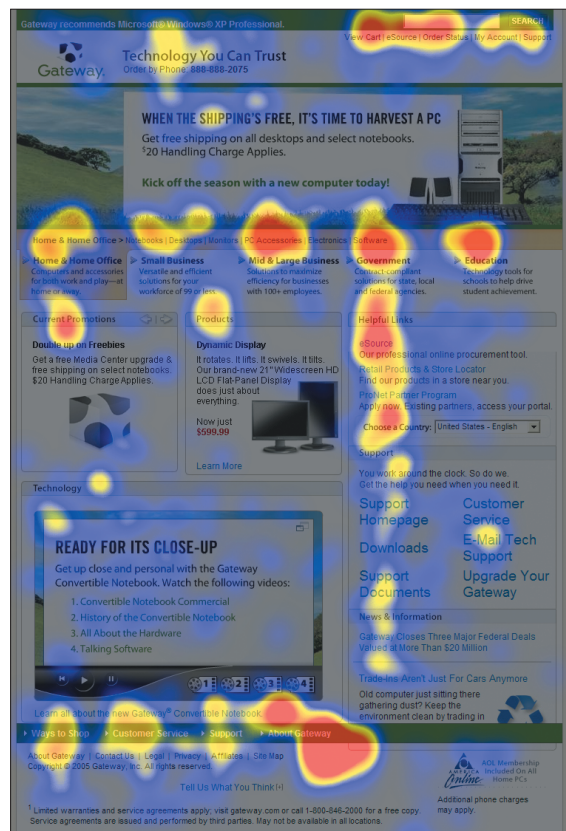 Gateway recommends Microsoft® Windows® XP Professional.
SEARCH
View Cart | eSource | Order Status | My Account | Support
Gateway.
Technology You Can Trust
Order by Phone: 888-888-2075
WHEN THE SHIPPING'S FREE, IT'S TIME TO HARVEST A PC
Get free shipping on all desktops and select notebooks.
$20 Handling Charge Applies.
Kick off the season with a new computer today!
Home & Home Office > Notebooks | Desktops | Monitors | PC Accessories | Electronics | Software
Home & Home Office
Computers and accessories
for both work and play—at
home or away.
Small Business
Versatile and efficient
solutions for your
workforce of 99 or less
Mid & Large Business
Solutions to maximize
efficiency for businesses
with 100+ employees.
Government
Contract-compliant
solutions for state, local
and federal agencies.
Education
Technology tools for
schools to help drive
student achievement.
Current Promotions
Double up on Freebies
Get a free Media Center upgrade &
free shipping on select notebooks.
$20 Handling Charge Applies.
Products
Dynamic Display
It rotates. It lifts. It swivels. It tilts.
Our brand-new 21" Widescreen HD
LCD Flat-Panel Display
does just about
everything.
Now just
$599.99
Learn More
Helpful Links
eSource
Our professional online procurement tool.
Retail Products & Store Locator
Find our products in a store near you.
ProNet Partner Program
Apply now. Existing partners, access your portal.
Choose a Country: United States - English
Support
You work around the clock. So do we.
Get the help you need when you need it.
Support Homepage
Customer Service
Downloads
E-Mail Tech Support
Support Documents
Upgrade Your Gateway
News & Information
Gateway Closes Three Major Federal Deals
Valued at More Than $20 Million
Trade-Ins Aren't Just For Cars Anymore
Old computer just sitting there
gathering dust? Keep the
environment clean by trading in
Technology
READY FOR ITS CLOSE-UP
Get up close and personal with the Gateway
Convertible Notebook. Watch the following videos:
1. Convertible Notebook Commercial
2. History of the Convertible Notebook
3. All About the Hardware
4. Talking Software
1 2 3 4
Learn all about the new Gateway® Convertible Notebook.
Ways to Shop
Customer Service
Support
About Gateway
About Gateway | Contact Us | Legal | Privacy | Affiliates | Site Map
Copyright © 2005 Gateway, Inc. All rights reserved.
Tell Us What You Think [+]
AMERICA Online
AOL Membership
Included On All
Home PCs.
Additional phone charges
may apply.
1 Limited warranties and service agreements apply; visit gateway.com or call 1-800-846-2000 for a free copy.
Service agreements are issued and performed by third parties. May not be available in all locations.